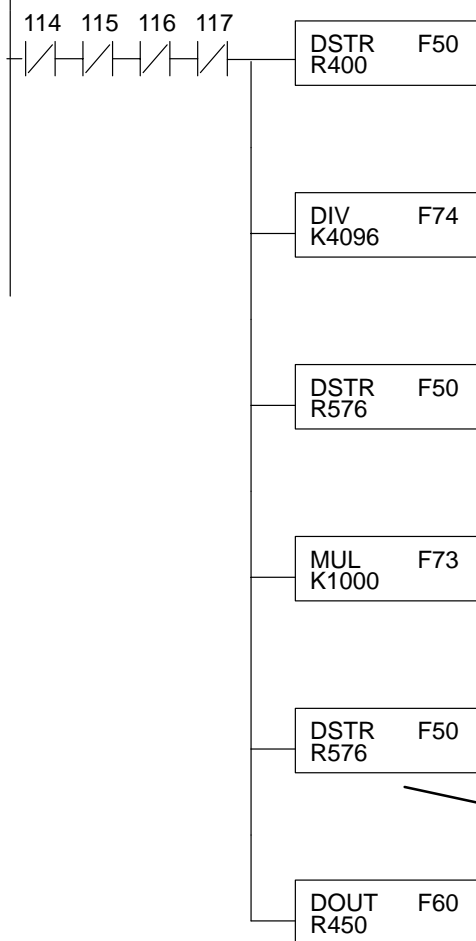 114 115 116 117
DSTR F50
R400
DIV F74
K4096
DSTR F50
R576
MUL F73
K1000
DSTR F50
R576
DOUT F60
R450